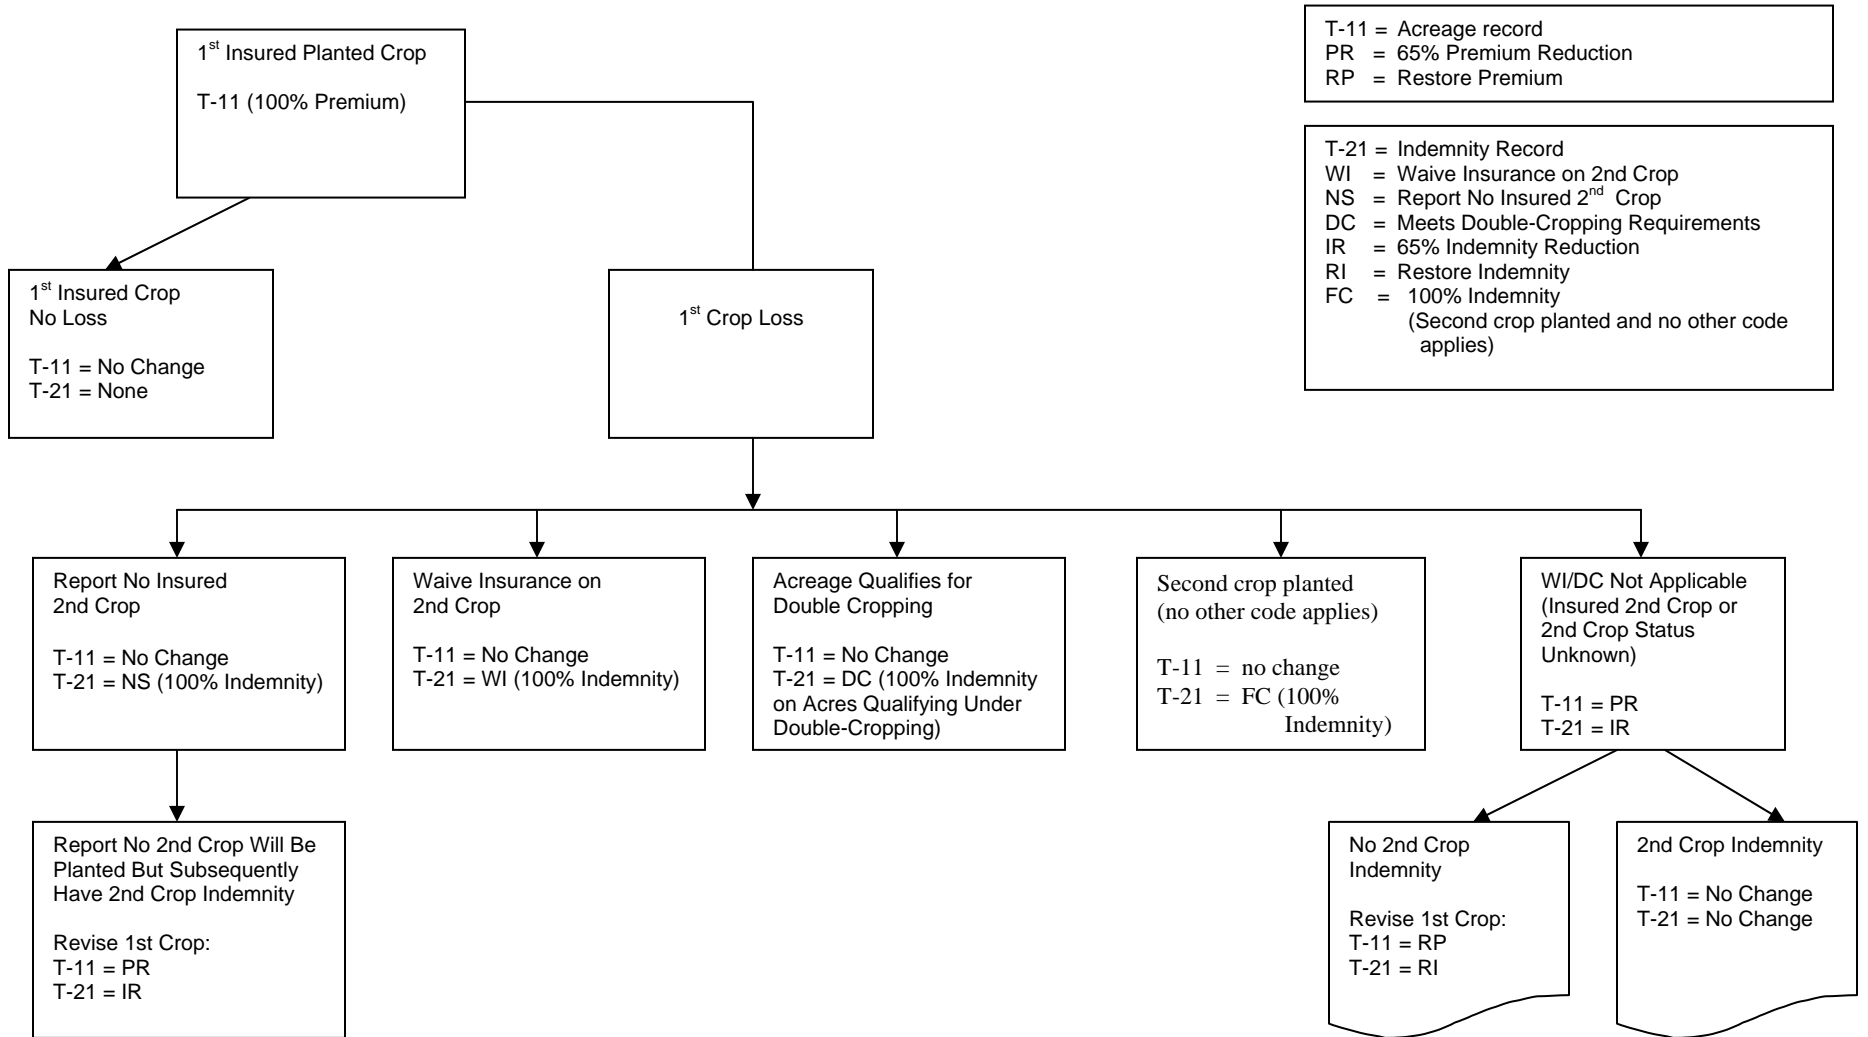 1st Insured Planted Crop
T-11 (100% Premium)
T-11 = Acreage record
PR = 65% Premium Reduction
RP = Restore Premium
T-21 = Indemnity Record
WI = Waive Insurance on 2nd Crop
NS = Report No Insured 2nd Crop
DC = Meets Double-Cropping Requirements
IR = 65% Indemnity Reduction
RI = Restore Indemnity
FC = 100% Indemnity
(Second crop planted and no other code
applies)
1st Insured Crop
No Loss
T-11 = No Change
T-21 = None
1st Crop Loss
Report No Insured
2nd Crop
T-11 = No Change
T-21 = NS (100% Indemnity)
Waive Insurance on
2nd Crop
T-11 = No Change
T-21 = WI (100% Indemnity)
Acreage Qualifies for
Double Cropping
T-11 = No Change
T-21 = DC (100% Indemnity
on Acres Qualifying Under
Double-Cropping)
Second crop planted
(no other code applies)
T-11 = no change
T-21 = FC (100%
Indemnity)
WI/DC Not Applicable
(Insured 2nd Crop or
2nd Crop Status
Unknown)
T-11 = PR
T-21 = IR
Report No 2nd Crop Will Be
Planted But Subsequently
Have 2nd Crop Indemnity
Revise 1st Crop:
T-11 = PR
T-21 = IR
No 2nd Crop
Indemnity
Revise 1st Crop:
T-11 = RP
T-21 = RI
2nd Crop Indemnity
T-11 = No Change
T-21 = No Change